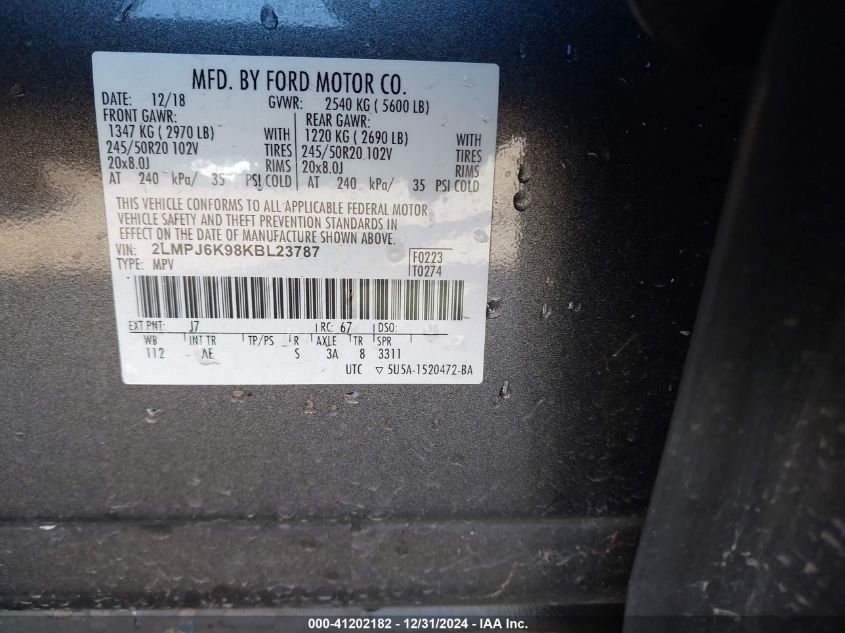 MFD. BY FORD MOTOR CO.
DATE: 12/18 GVWR: 2540 KG ( 5600 LB)
FRONT GAWR: REAR GAWR:
1347 KG ( 2970 LB) WITH 1220 KG ( 2690 LB) WITH
245/50R20 102V TIRES 245/50R20 102V TIRES
20x8.0J RIMS 20x8.0J RIMS
AT 240 kPa/ 35 PSI COLD AT 240 kPa/ 35 PSI COLD
THIS VEHICLE CONFORMS TO ALL APPLICABLE FEDERAL MOTOR
VEHICLE SAFETY AND THEFT PREVENTION STANDARDS IN
EFFECT ON THE DATE OF MANUFACTURE SHOWN ABOVE.
VIN: 2LMPJ6K98KBL23787 F0223
TYPE: MPV T0274
EXT PNT: J7 RC: 67 DSO:
WB INT TR TP/PS R AXLE TR SPR
112 AE S 3A 8 3311
UTC ▽ 5U5A-1520472-BA
000-41202182 - 12/31/2024 - © IAA, Inc.